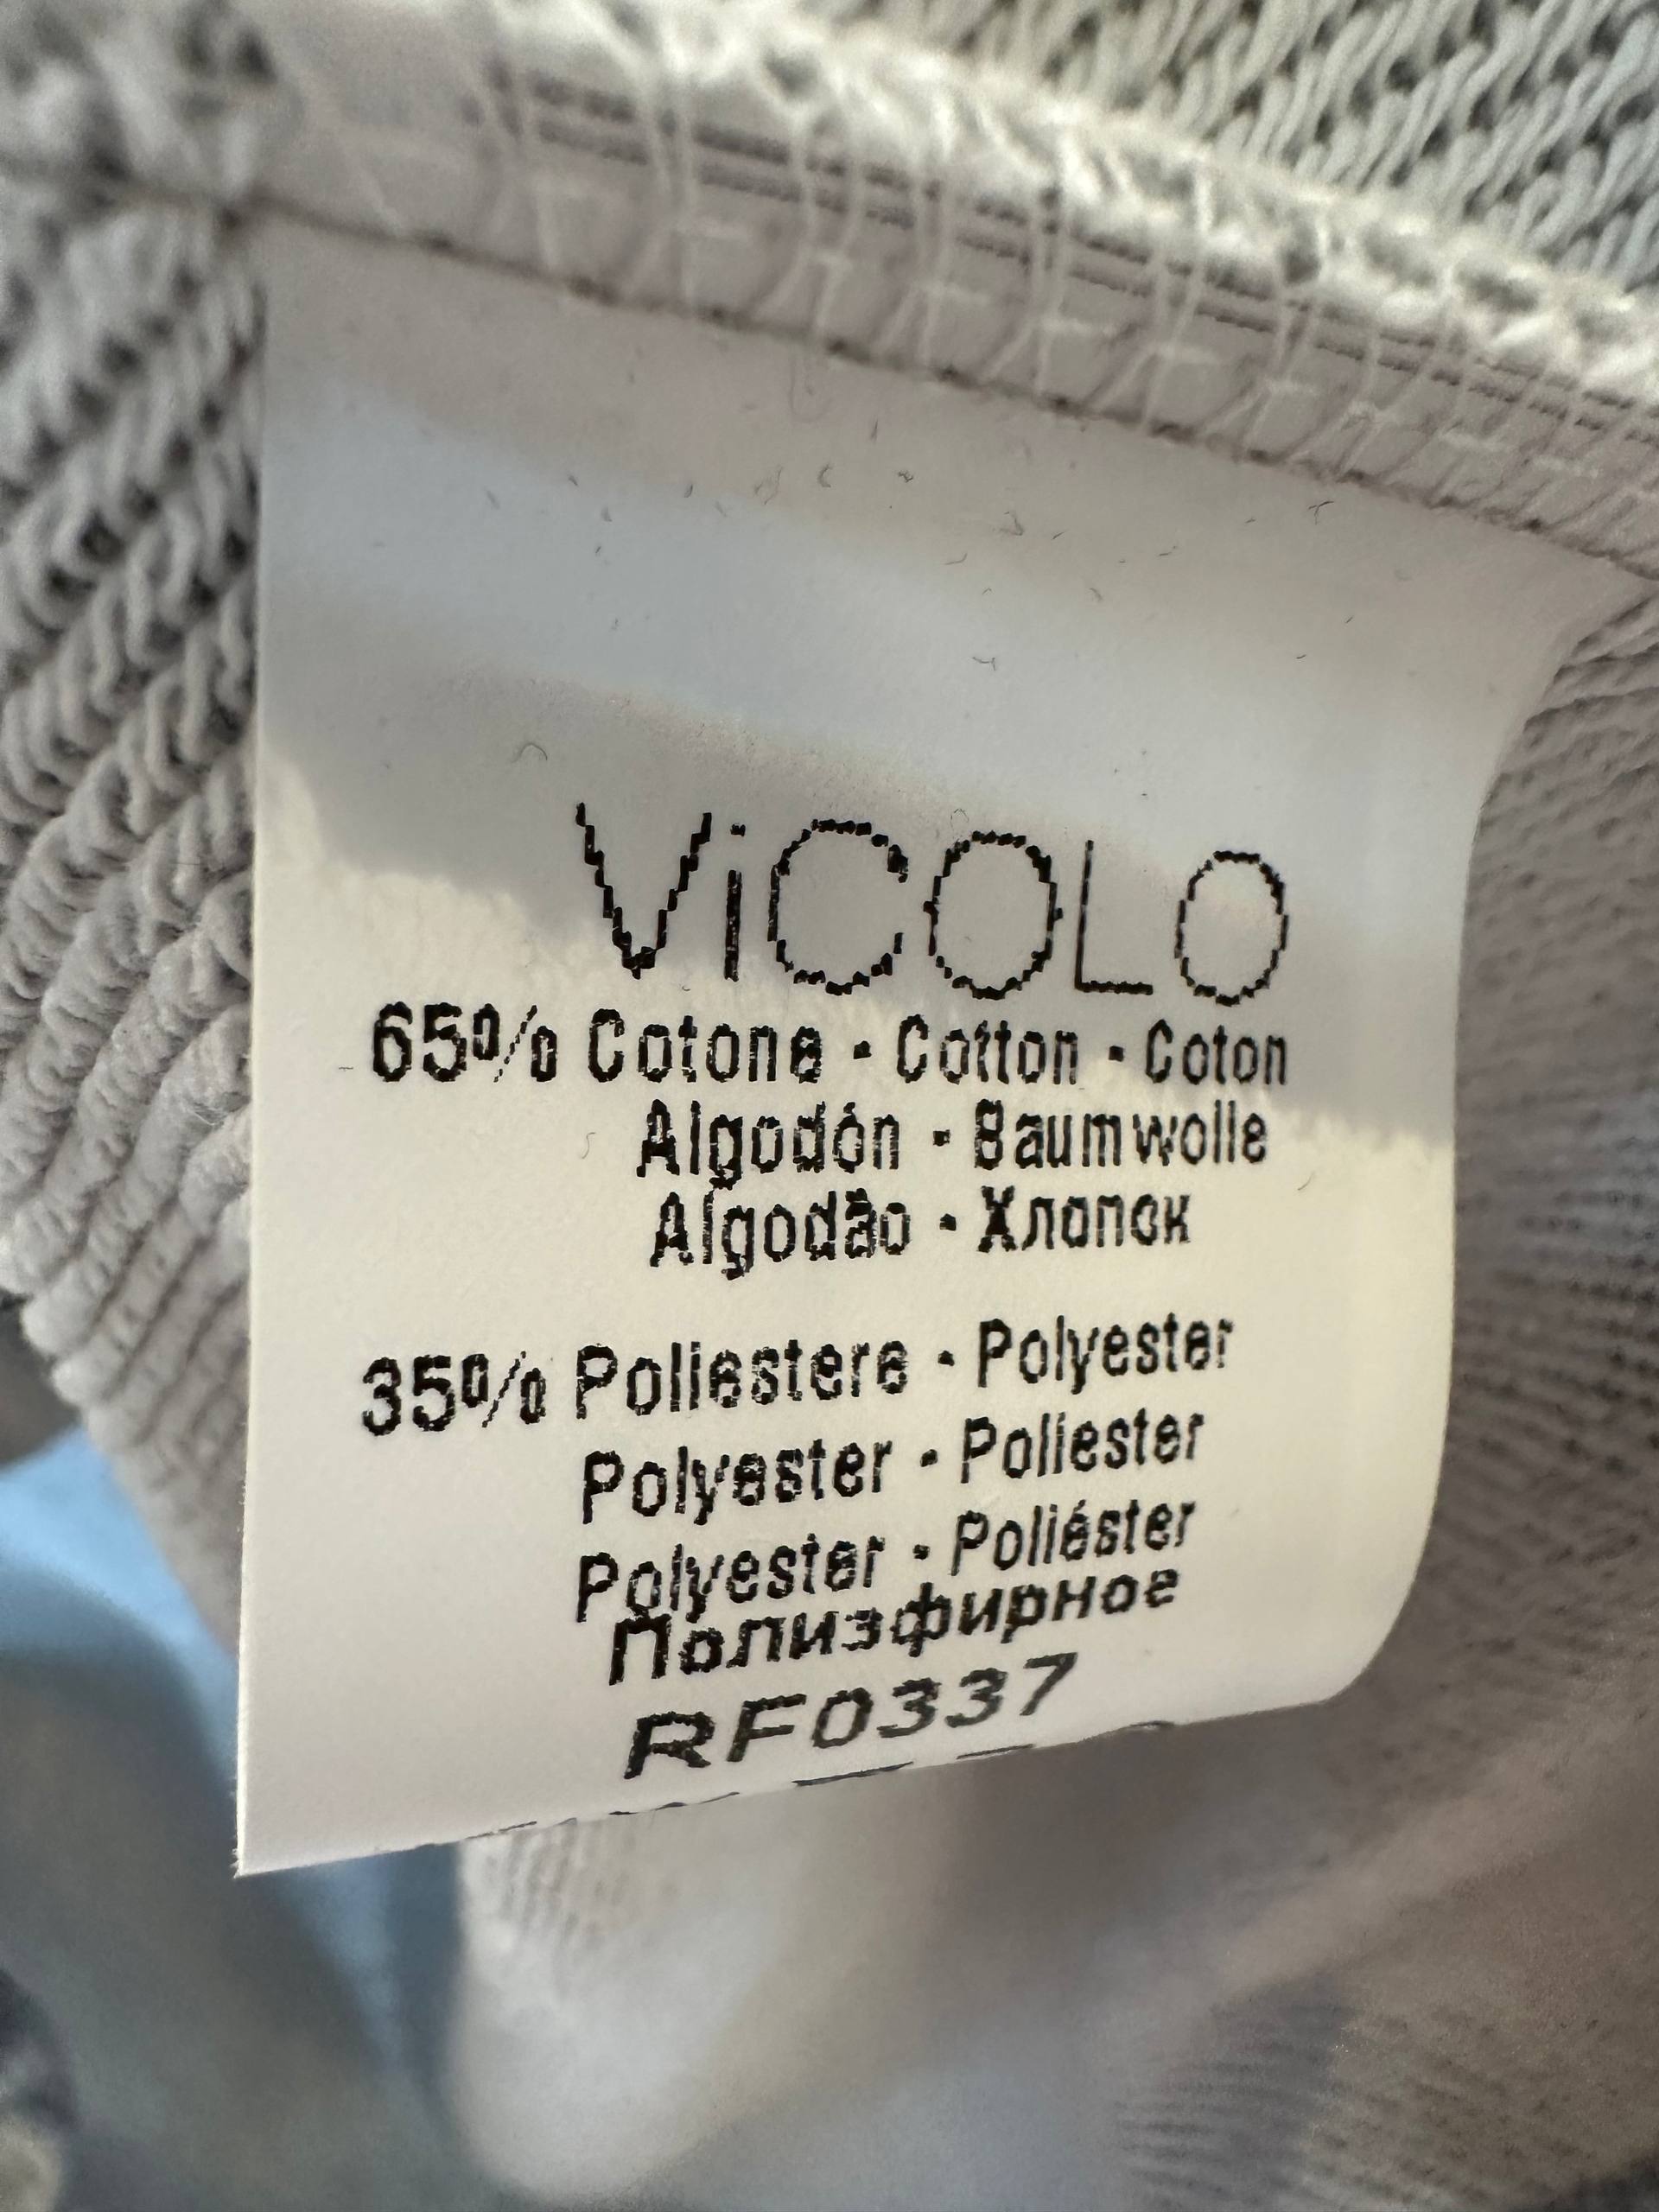 ViCOLO
65% Cotone - Cotton - Coton
Algodón - Baumwolle
Algodão - Хлопок
35% Poliestere - Polyester
Polyester - Poliester
Polyester - Poliéster
Полиэфирное
RF0337